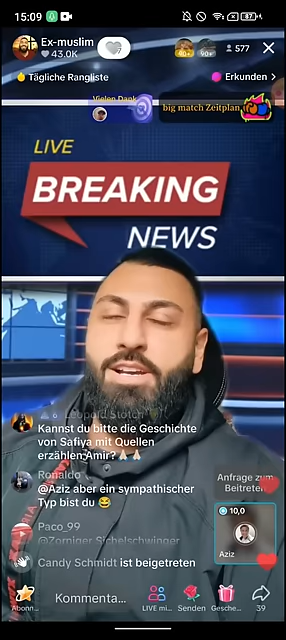 15:09
87
Ex-muslim
43.0K
90+
577
Tägliche Rangliste
Erkunden >
Vielen Dank
big match Zeitplan
LIVE
BREAKING
NEWS
Leopold Stotch
Kannst du bitte die Geschichte
von Safiya mit Quellen
erzählen,Amir?🙏🏻🙏🏻
Ronaldo
@Aziz aber ein sympathischer
Typ bist du 😂
Paco_99
@Zorniger Sichelschwinger
Candy Schmidt ist beigetreten
Anfrage zum
Beitreten
10,0
Aziz
Abonn...
Kommenta...
LIVE mi...
Senden
Gesche...
39